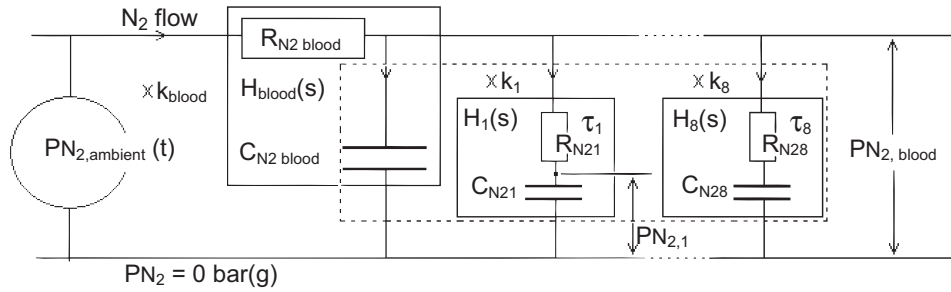 N2 flow
RN2 blood
×kblood
Hblood(s)
×k1
×k8
H1(s)
τ1
H8(s)
τ8
RN21
RN28
PN2,ambient (t)
CN2 blood
PN2, blood
CN21
CN28
PN2,1
PN2 = 0 bar(g)